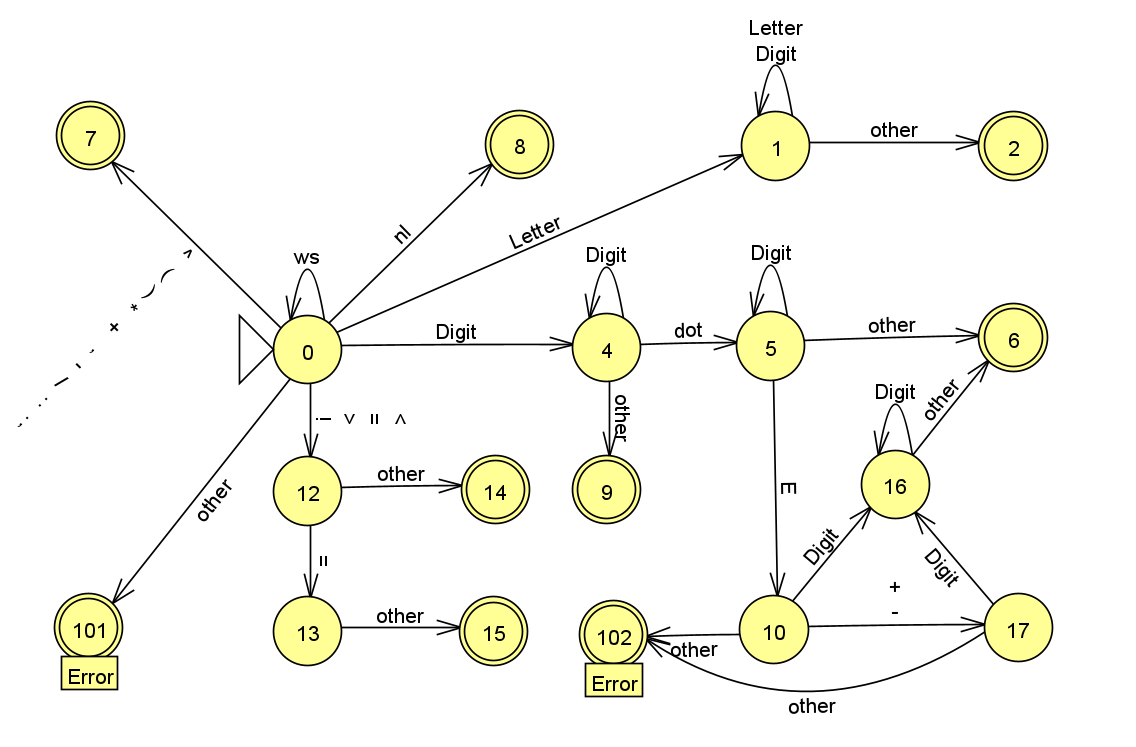 Letter
Digit
7
8
1
other
2
nl
Letter
ws
Digit
Digit
^ ( ) * + , - / : ;
0
Digit
4
dot
5
other
6
Digit
other
! < = >
other
E
16
12
other
14
9
other
Digit
Digit
=
+
-
101
13
other
15
102
other
10
17
Error
Error
other